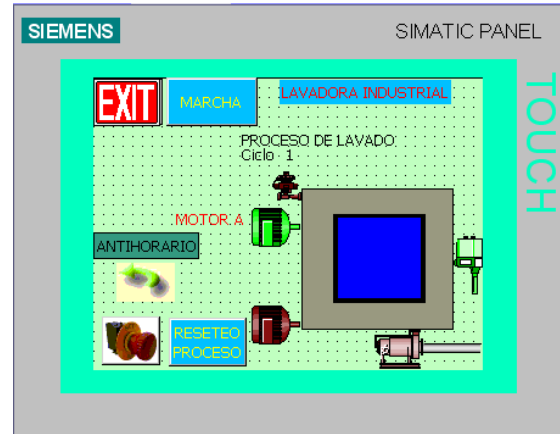 SIEMENS
SIMATIC PANEL
TOUCH
EXIT
MARCHA
LAVADORA INDUSTRIAL
PROCESO DE LAVADO
Ciclo 1
MOTOR A
ANTIHORARIO
RESETEO
PROCESO